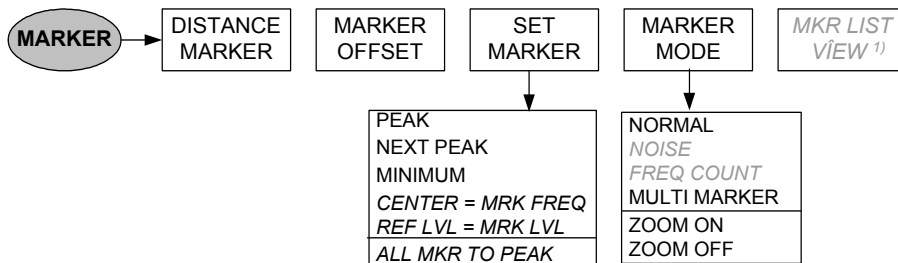 MARKER
DISTANCE
MARKER
MARKER
OFFSET
SET
MARKER
MARKER
MODE
MKR LIST
VÎEW 1)
PEAK
NEXT PEAK
MINIMUM
CENTER = MRK FREQ
REF LVL = MRK LVL
ALL MKR TO PEAK
NORMAL
NOISE
FREQ COUNT
MULTI MARKER
ZOOM ON
ZOOM OFF